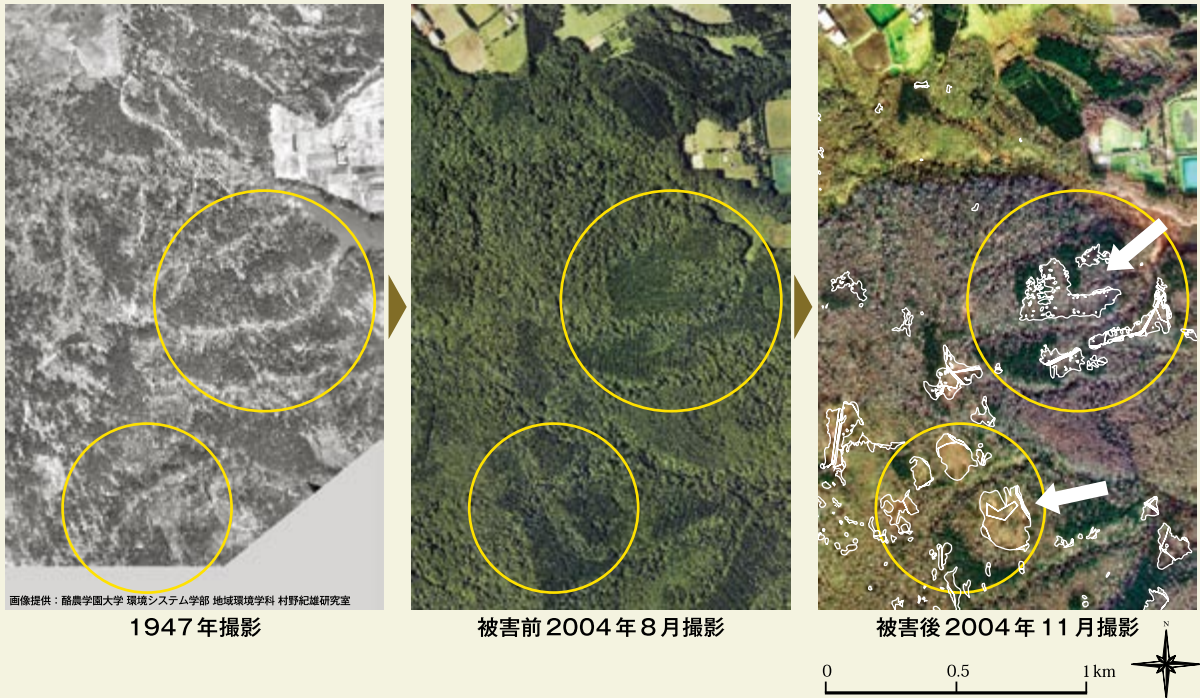 画像提供：酪農学園大学 環境システム学部 地域環境学科 村野紀雄研究室
1947年撮影
被害前2004年8月撮影
被害後2004年11月撮影
N
0 0.5 1km